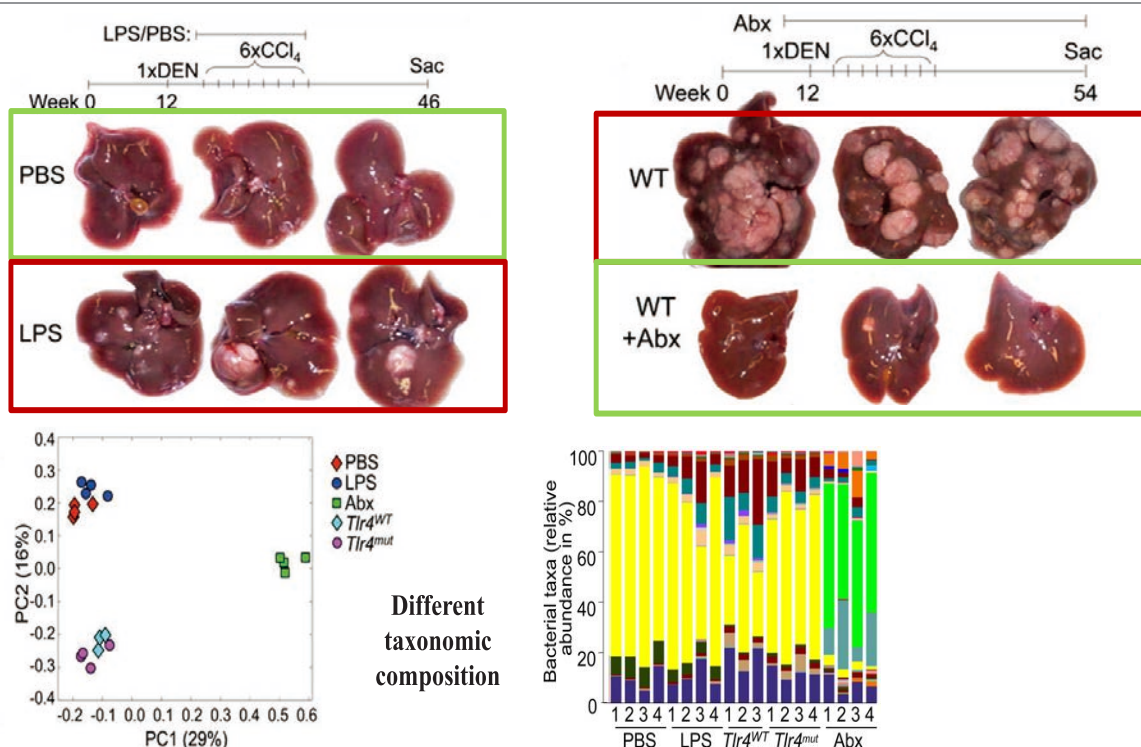 LPS/PBS:
1xDEN
6xCCl4
Sac
Week 0
12
46
PBS
LPS
Abx
1xDEN
6xCCl4
Sac
Week 0
12
54
WT
WT
+Abx
0.4
0.3
0.2
0.1
0.0
-0.1
-0.2
-0.3
-0.4
PC2 (16%)
-0.2 -0.1 0.0 0.1 0.2 0.3 0.4 0.5 0.6
PC1 (29%)
PBS
LPS
Abx
Tlr4WT
Tlr4mut
Different
taxonomic
composition
Bacterial taxa (relative
abundance in %)
100
80
60
40
20
0
1 2 3 4 1 2 3 4 1 2 3 1 2 3 4 1 2 3 4
PBS LPS Tlr4WT Tlr4mut Abx